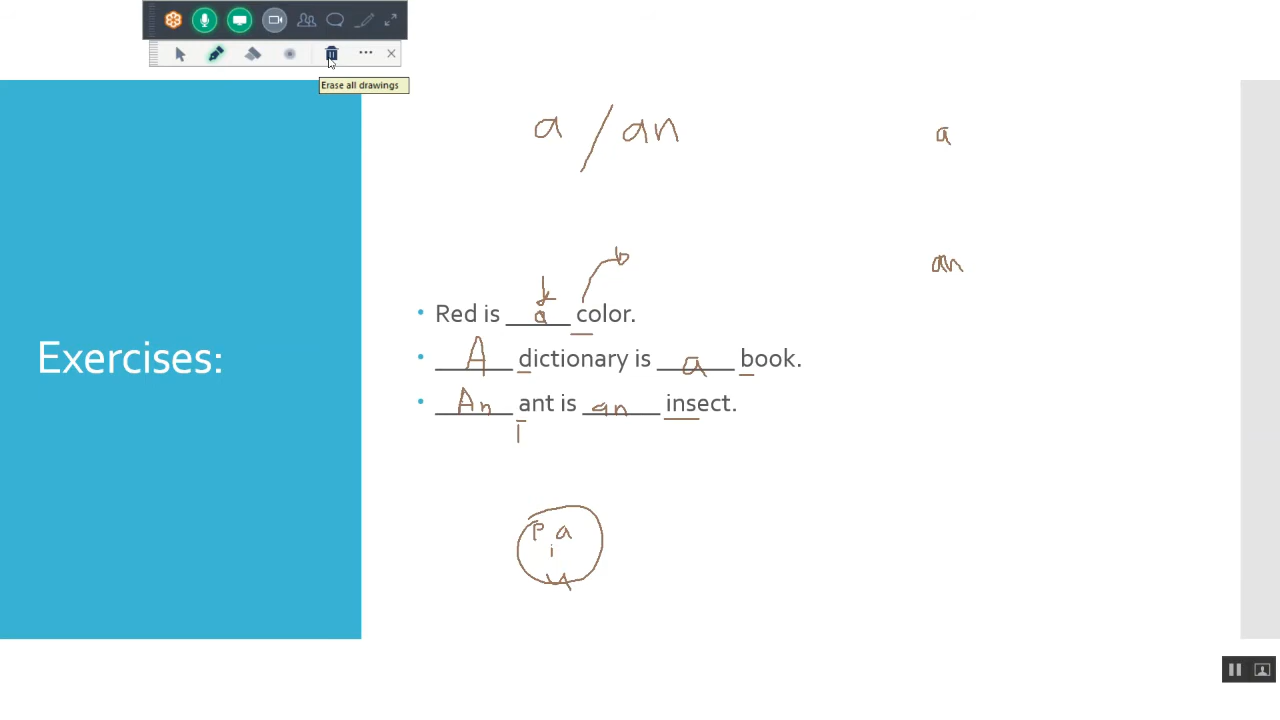 Erase all drawings
a / an
a
an
Red is a color.
A dictionary is a book.
Exercises:
An ant is an insect.
a
i